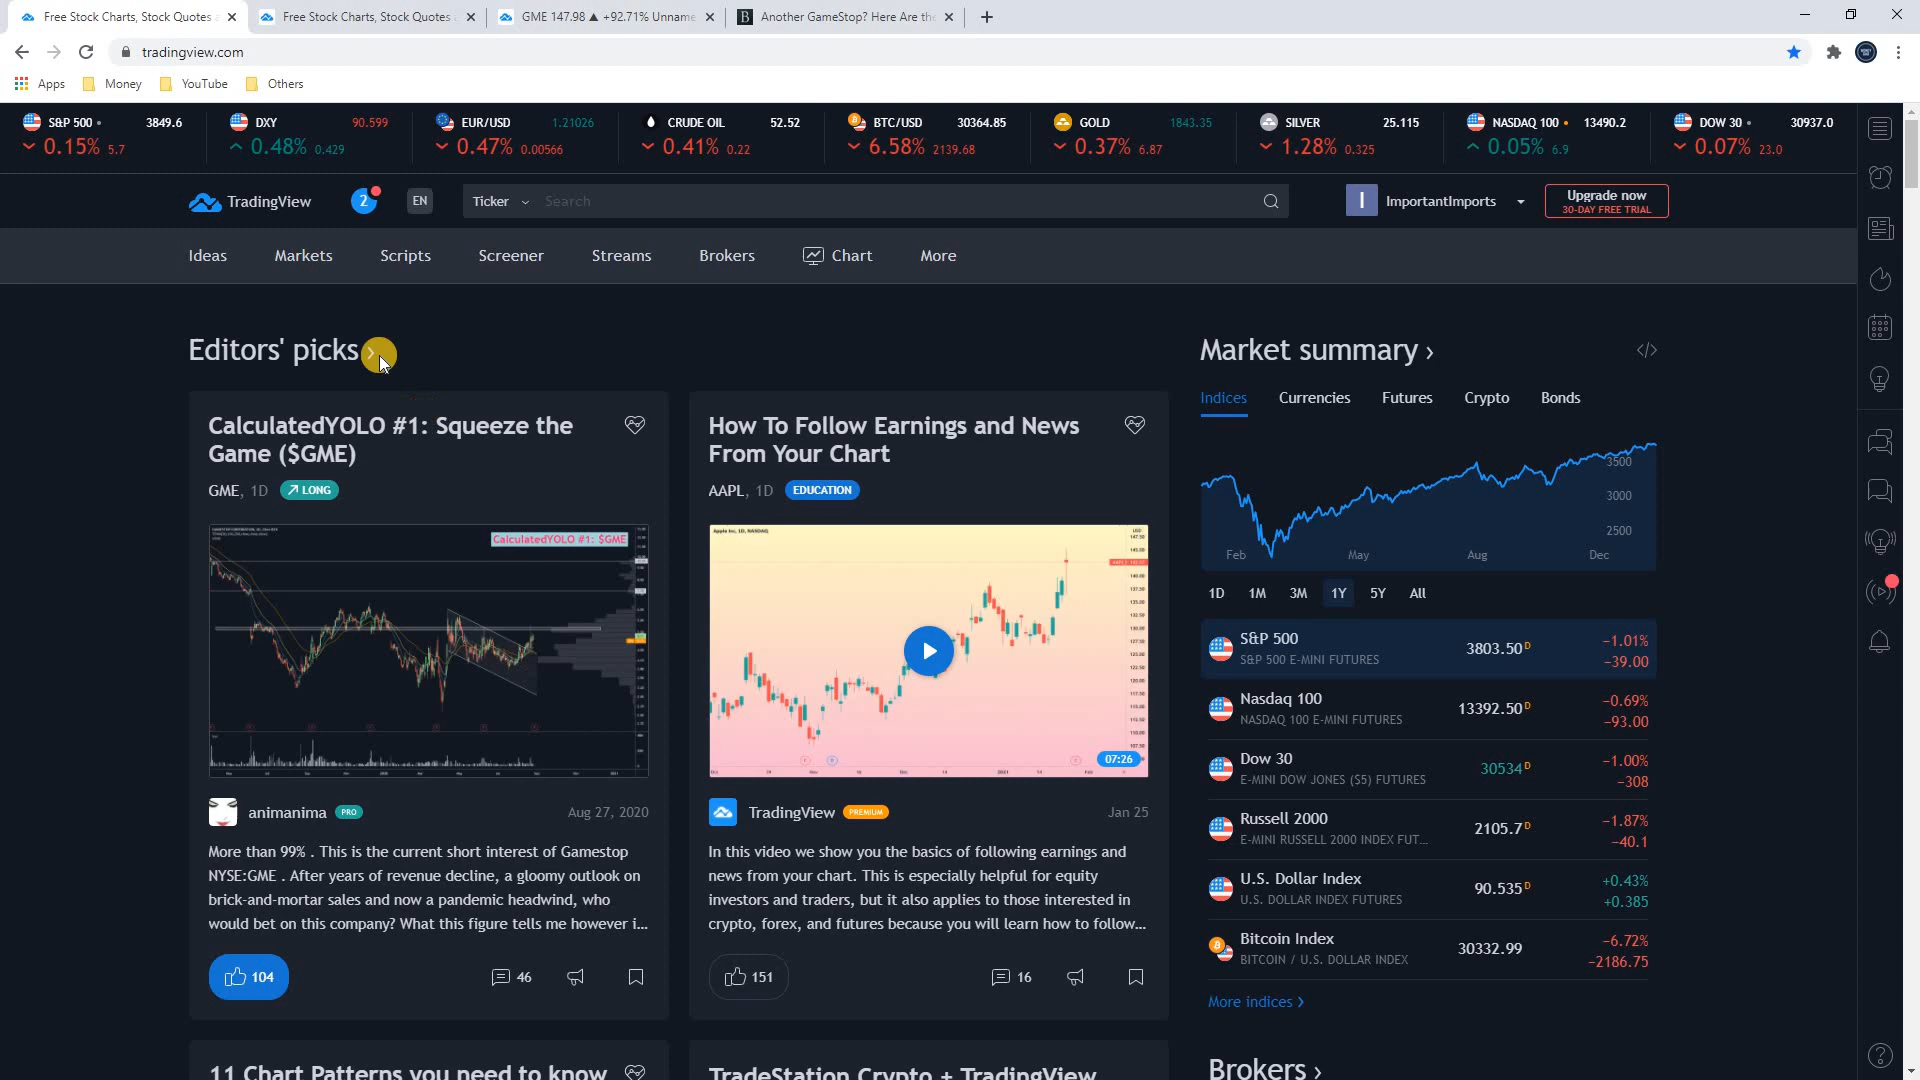 Free Stock Charts, Stock Quotes
Free Stock Charts, Stock Quotes
GME 147.98 ▲ +92.71% Unname
Another GameStop? Here Are the
tradingview.com
Apps
Money
YouTube
Others
S&P 500 3849.6
0.15% 5.7
DXY 90.599
0.48% 0.429
EUR/USD 1.21026
0.47% 0.00566
CRUDE OIL 52.52
0.41% 0.22
BTC/USD 30364.85
6.58% 2139.68
GOLD 1843.35
0.37% 6.87
SILVER 25.115
1.28% 0.325
NASDAQ 100 13490.2
0.05% 6.9
DOW 30 30937.0
0.07% 23.0
TradingView
2
EN
Ticker
Search
I
ImportantImports
Upgrade now
30-DAY FREE TRIAL
Ideas
Markets
Scripts
Screener
Streams
Brokers
Chart
More
Editors' picks ›
CalculatedYOLO #1: Squeeze the
Game ($GME)
GME, 1D LONG
CalculatedYOLO #1: $GME
animanima PRO Aug 27, 2020
More than 99% . This is the current short interest of Gamestop
NYSE:GME . After years of revenue decline, a gloomy outlook on
brick-and-mortar sales and now a pandemic headwind, who
would bet on this company? What this figure tells me however i...
104
46
How To Follow Earnings and News
From Your Chart
AAPL, 1D EDUCATION
Apple Inc, 1D, NASDAQ
07:26
TradingView PREMIUM Jan 25
In this video we show you the basics of following earnings and
news from your chart. This is especially helpful for equity
investors and traders, but it also applies to those interested in
crypto, forex, and futures because you will learn how to follow...
151
16
11 Chart Patterns you need to know
TradeStation Crypto + TradingView
Market summary ›
Indices
Currencies
Futures
Crypto
Bonds
3500
3000
2500
Feb
May
Aug
Dec
1D
1M
3M
1Y
5Y
All
S&P 500
S&P 500 E-MINI FUTURES
3803.50 D
−1.01%
−39.00
Nasdaq 100
NASDAQ 100 E-MINI FUTURES
13392.50 D
−0.69%
−93.00
Dow 30
E-MINI DOW JONES ($5) FUTURES
30534 D
−1.00%
−308
Russell 2000
E-MINI RUSSELL 2000 INDEX FUT...
2105.7 D
−1.87%
−40.1
U.S. Dollar Index
U.S. DOLLAR INDEX FUTURES
90.535 D
+0.43%
+0.385
Bitcoin Index
BITCOIN / U.S. DOLLAR INDEX
30332.99
−6.72%
−2186.75
More indices ›
Brokers ›